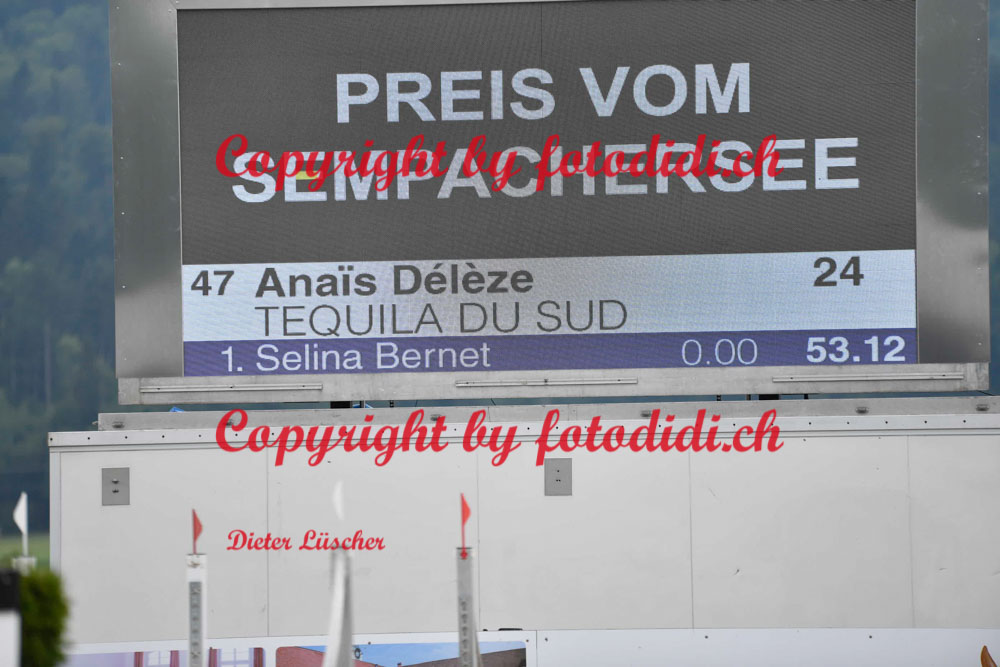 PREIS VOM
SEMPACHERSEE
Copyright by fotodidi.ch
47 Anaïs Délèze 24
TEQUILA DU SUD
1. Selina Bernet 0.00 53.12
Copyright by fotodidi.ch
Dieter Lüscher